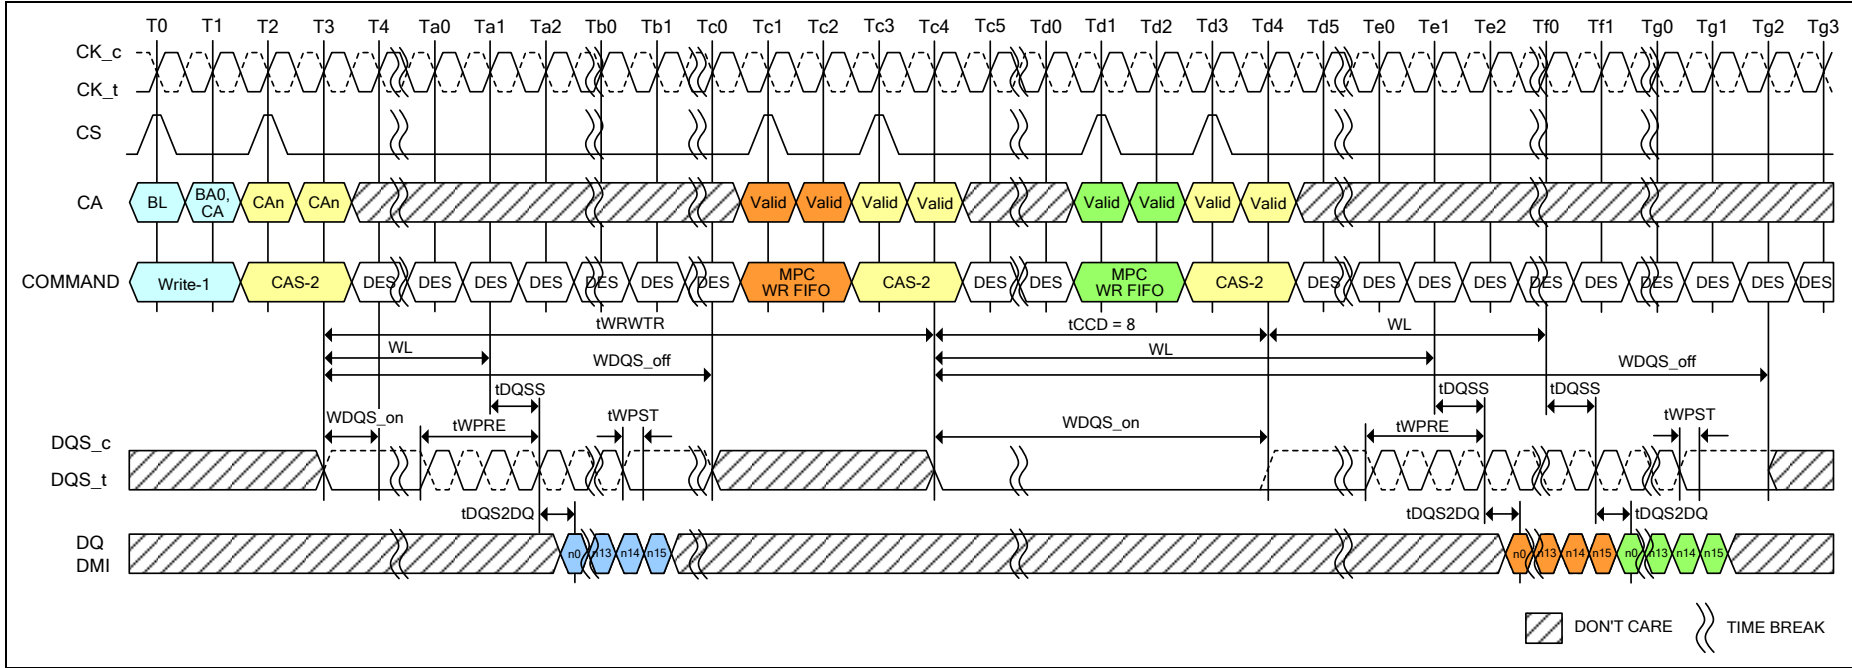 T0 T1 T2 T3 T4 Ta0 Ta1 Ta2 Tb0 Tb1 Tc0 Tc1 Tc2 Tc3 Tc4 Tc5 Td0 Td1 Td2 Td3 Td4 Td5 Te0 Te1 Te2 Tf0 Tf1 Tg0 Tg1 Tg2 Tg3
CK_c
CK_t
CS
CA BL BA0, CA CAn CAn Valid Valid Valid Valid Valid Valid Valid Valid
COMMAND Write-1 CAS-2 DES DES DES DES DES DES DES MPC WR FIFO CAS-2 DES DES MPC WR FIFO CAS-2 DES DES DES DES DES DES DES DES DES DES
tWRWTR tCCD = 8 WL
WL WL
WDQS_off WDQS_off
tDQSS tDQSS tDQSS
WDQS_on tWPRE tWPST WDQS_on tWPRE tWPST
DQS_c
DQS_t
tDQS2DQ tDQS2DQ tDQS2DQ
DQ
DMI
n0 n13 n14 n15 n0 n13 n14 n15 n0 n13 n14 n15
DON'T CARE TIME BREAK